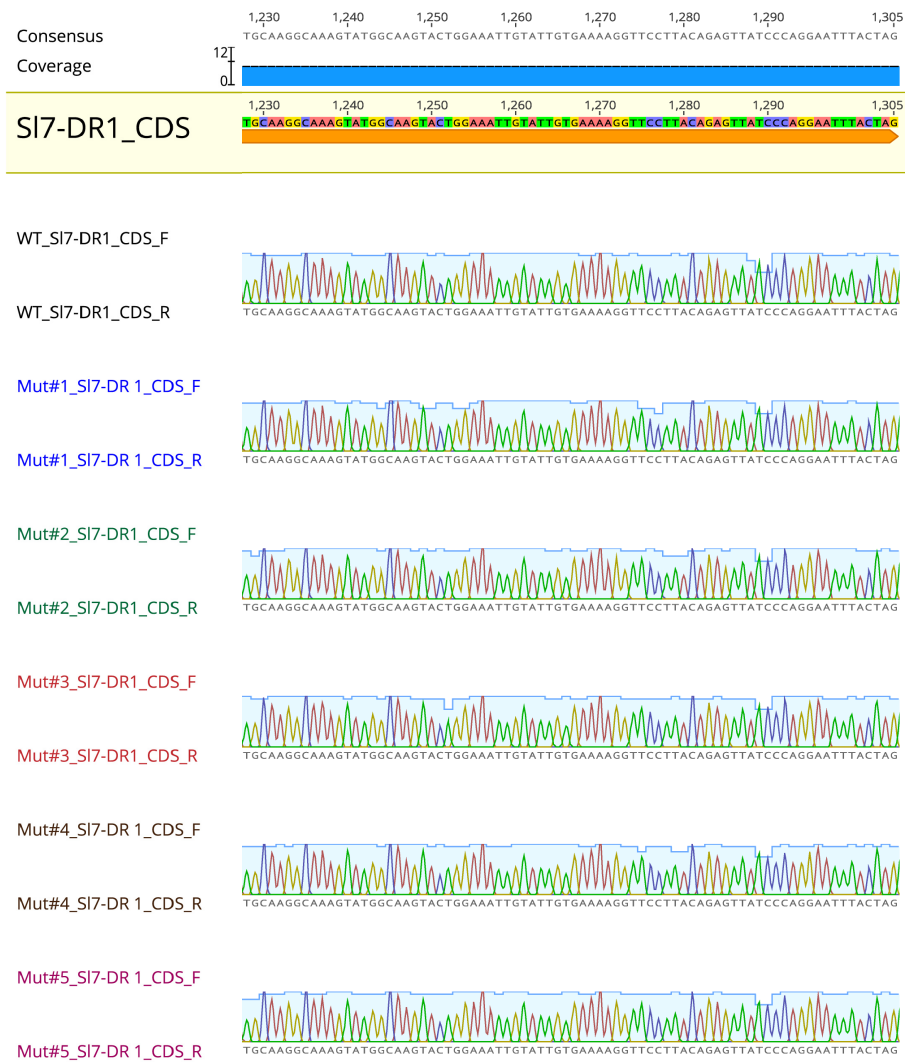 1,230 1,240 1,250 1,260 1,270 1,280 1,290 1,305
Consensus TGCAAGGCAAAGTATGGCAAGTACTGGAAATTGTATTGTGAAAAGGTTCCTTACAGAGTTATCCCAGGAATTTACTAG
12
Coverage
0
1,230 1,240 1,250 1,260 1,270 1,280 1,290 1,305
Sl7-DR1_CDS TGCAAGGCAAAGTATGGCAAGTACTGGAAATTGTATTGTGAAAAGGTTCCTTACAGAGTTATCCCAGGAATTTACTAG
WT_Sl7-DR1_CDS_F
WT_Sl7-DR1_CDS_R TGCAAGGCAAAGTATGGCAAGTACTGGAAATTGTATTGTGAAAAGGTTCCTTACAGAGTTATCCCAGGAATTTACTAG
Mut#1_Sl7-DR 1_CDS_F
Mut#1_Sl7-DR 1_CDS_R TGCAAGGCAAAGTATGGCAAGTACTGGAAATTGTATTGTGAAAAGGTTCCTTACAGAGTTATCCCAGGAATTTACTAG
Mut#2_Sl7-DR1_CDS_F
Mut#2_Sl7-DR1_CDS_R TGCAAGGCAAAGTATGGCAAGTACTGGAAATTGTATTGTGAAAAGGTTCCTTACAGAGTTATCCCAGGAATTTACTAG
Mut#3_Sl7-DR1_CDS_F
Mut#3_Sl7-DR1_CDS_R TGCAAGGCAAAGTATGGCAAGTACTGGAAATTGTATTGTGAAAAGGTTCCTTACAGAGTTATCCCAGGAATTTACTAG
Mut#4_Sl7-DR 1_CDS_F
Mut#4_Sl7-DR 1_CDS_R TGCAAGGCAAAGTATGGCAAGTACTGGAAATTGTATTGTGAAAAGGTTCCTTACAGAGTTATCCCAGGAATTTACTAG
Mut#5_Sl7-DR 1_CDS_F
Mut#5_Sl7-DR 1_CDS_R TGCAAGGCAAAGTATGGCAAGTACTGGAAATTGTATTGTGAAAAGGTTCCTTACAGAGTTATCCCAGGAATTTACTAG